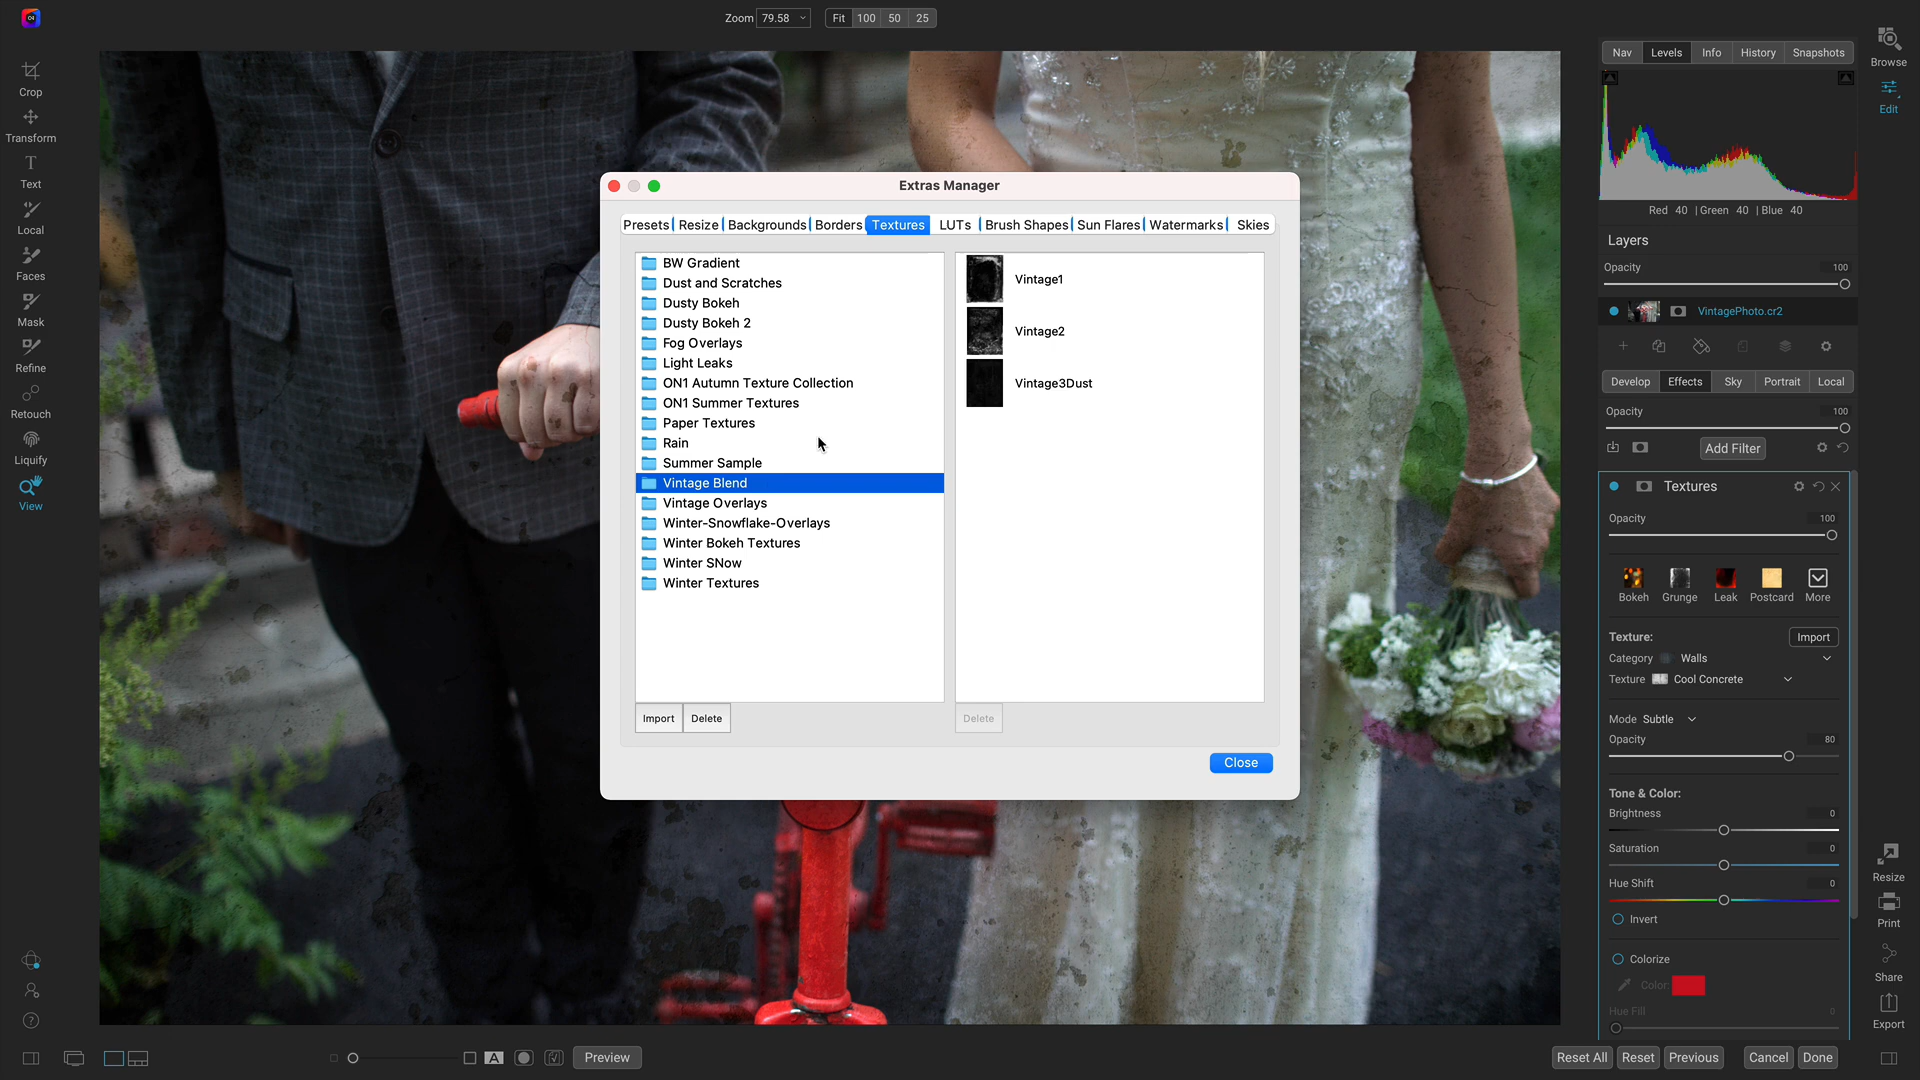 Zoom 79.58 Fit 100 50 25
Crop
Transform
Text
Local
Faces
Mask
Refine
Retouch
Liquify
View
Extras Manager
Presets Resize Backgrounds Borders Textures LUTs Brush Shapes Sun Flares Watermarks Skies
BW Gradient
Dust and Scratches
Dusty Bokeh
Dusty Bokeh 2
Fog Overlays
Light Leaks
ON1 Autumn Texture Collection
ON1 Summer Textures
Paper Textures
Rain
Summer Sample
Vintage Blend
Vintage Overlays
Winter-Snowflake-Overlays
Winter Bokeh Textures
Winter SNow
Winter Textures
Import Delete
Vintage1
Vintage2
Vintage3Dust
Delete
Close
Nav Levels Info History Snapshots
Red 40 | Green 40 | Blue 40
Layers
Opacity 100
VintagePhoto.cr2
Develop Effects Sky Portrait Local
Opacity 100
Add Filter
Textures
Opacity 100
Bokeh Grunge Leak Postcard More
Texture: Import
Category Walls
Texture Cool Concrete
Mode Subtle
Opacity 80
Tone & Color:
Brightness 0
Saturation 0
Hue Shift 0
Invert
Colorize
Color:
Hue Fill 0
Browse
Edit
Resize
Print
Share
Export
A Preview
Reset All Reset Previous Cancel Done